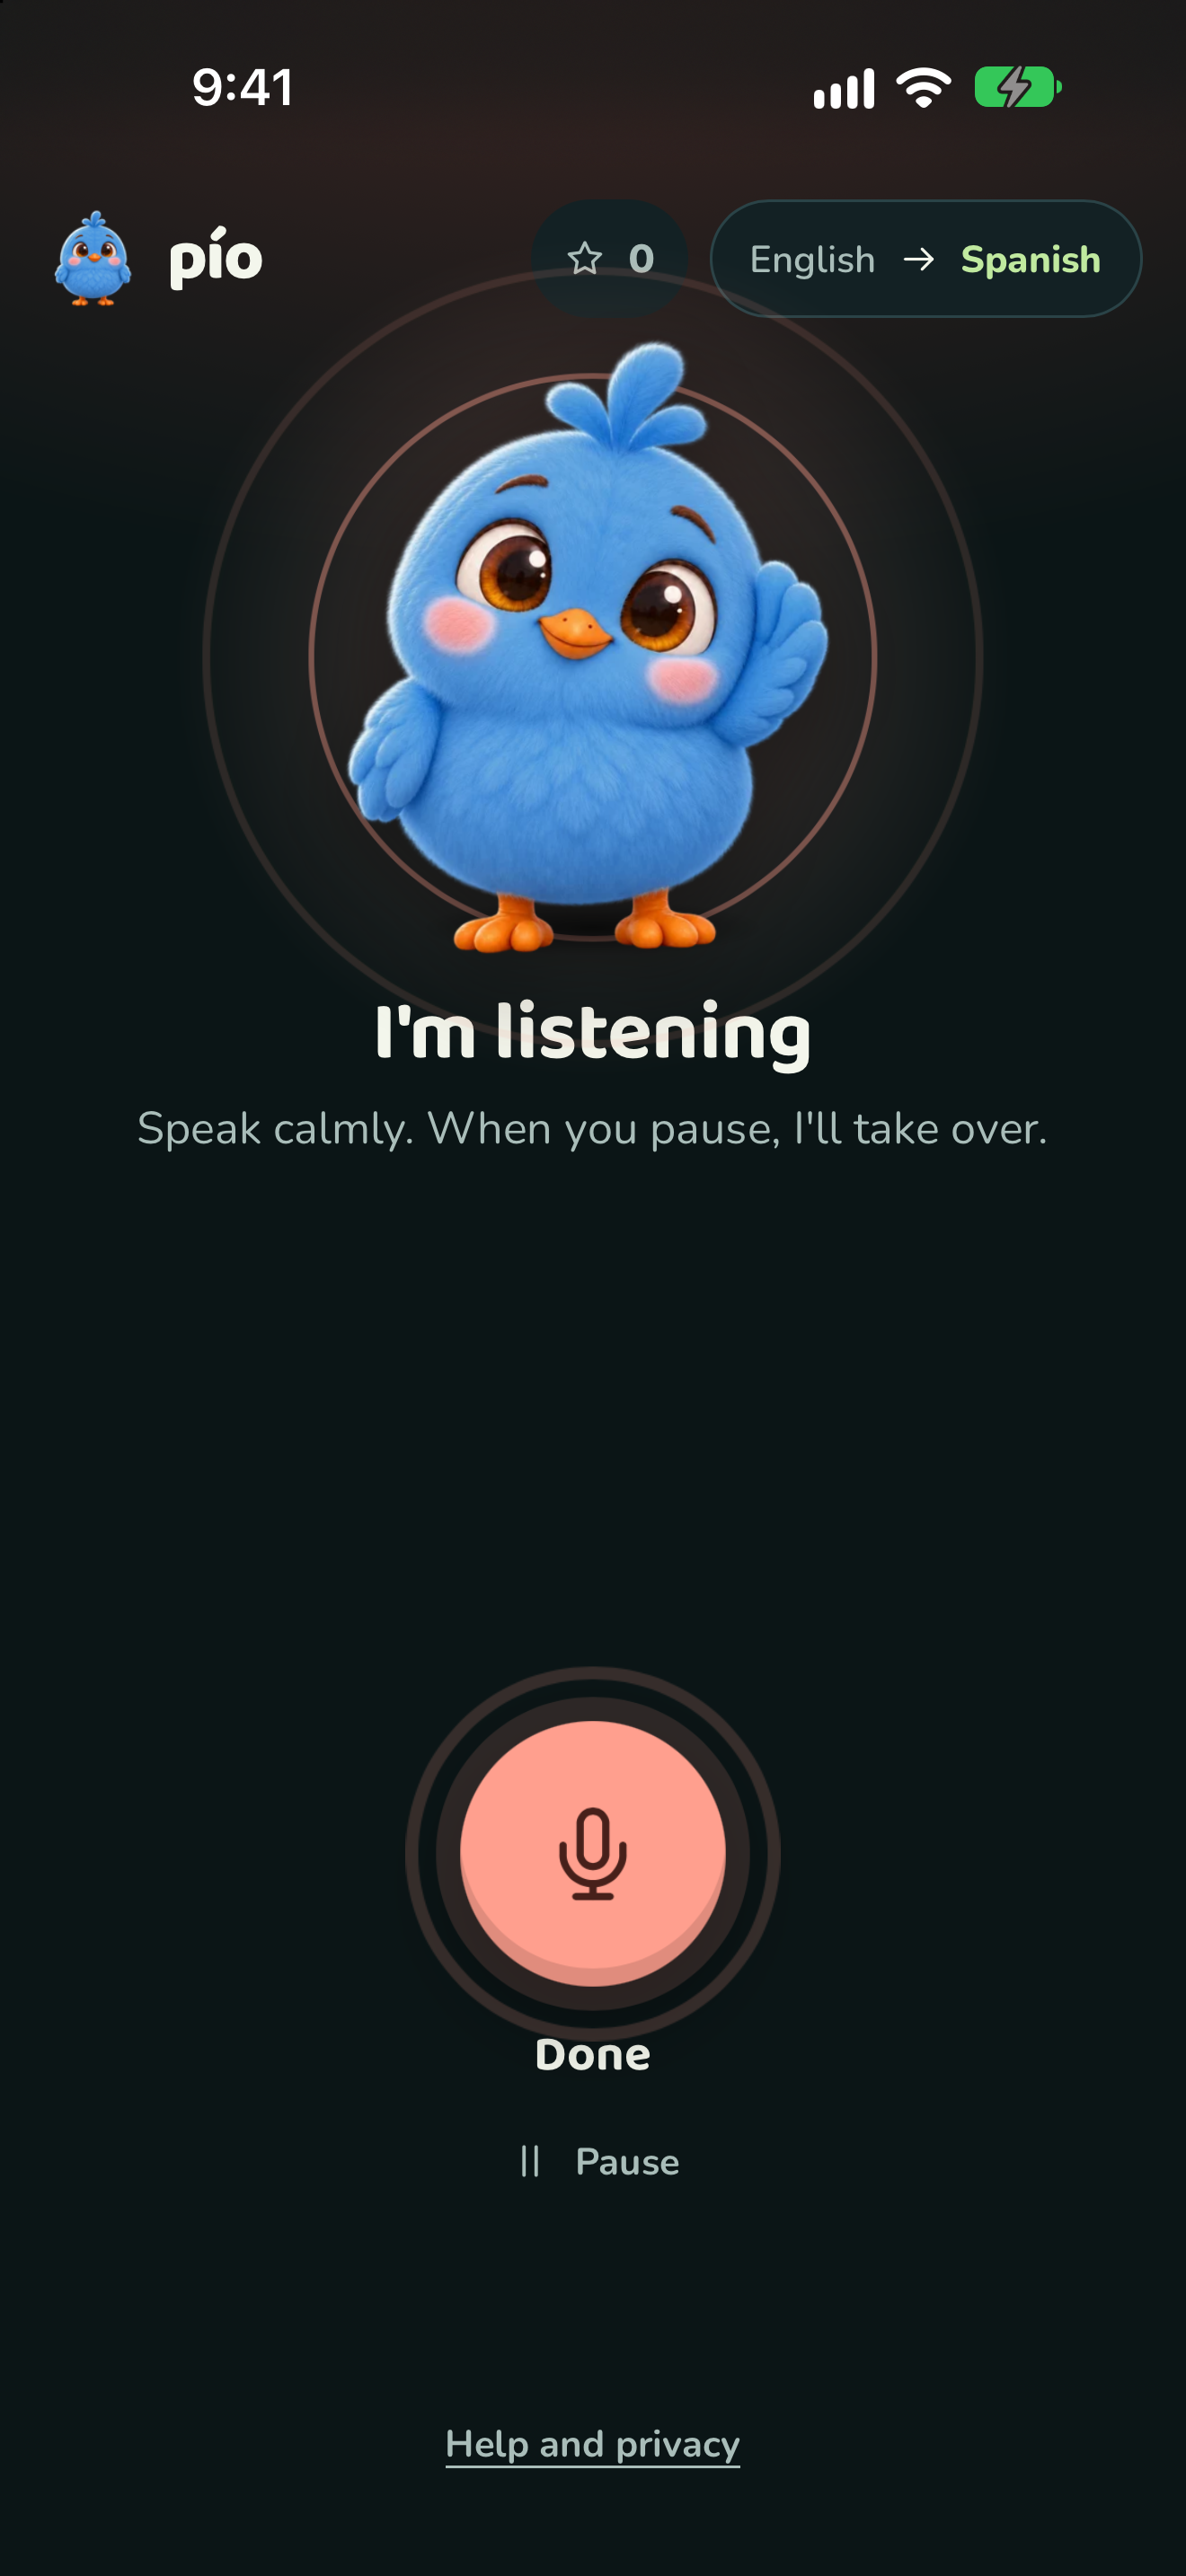 9:41
pío
0
English → Spanish
I'm listening
Speak calmly. When you pause, I'll take over.
Done
Pause
Help and privacy